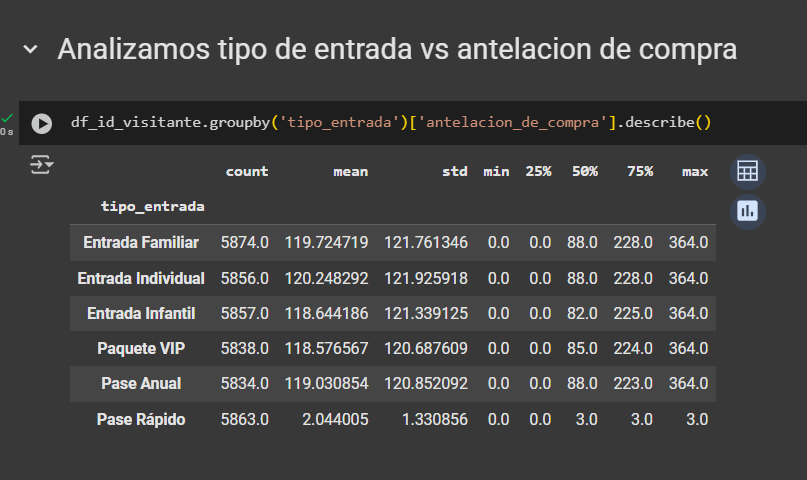 Analizamos tipo de entrada vs antelacion de compra
0s
df_id_visitante.groupby('tipo_entrada')['antelacion_de_compra'].describe()
count mean std min 25% 50% 75% max
tipo_entrada
Entrada Familiar 5874.0 119.724719 121.761346 0.0 0.0 88.0 228.0 364.0
Entrada Individual 5856.0 120.248292 121.925918 0.0 0.0 88.0 228.0 364.0
Entrada Infantil 5857.0 118.644186 121.339125 0.0 0.0 82.0 225.0 364.0
Paquete VIP 5838.0 118.576567 120.687609 0.0 0.0 85.0 224.0 364.0
Pase Anual 5834.0 119.030854 120.852092 0.0 0.0 88.0 223.0 364.0
Pase Rápido 5863.0 2.044005 1.330856 0.0 0.0 3.0 3.0 3.0